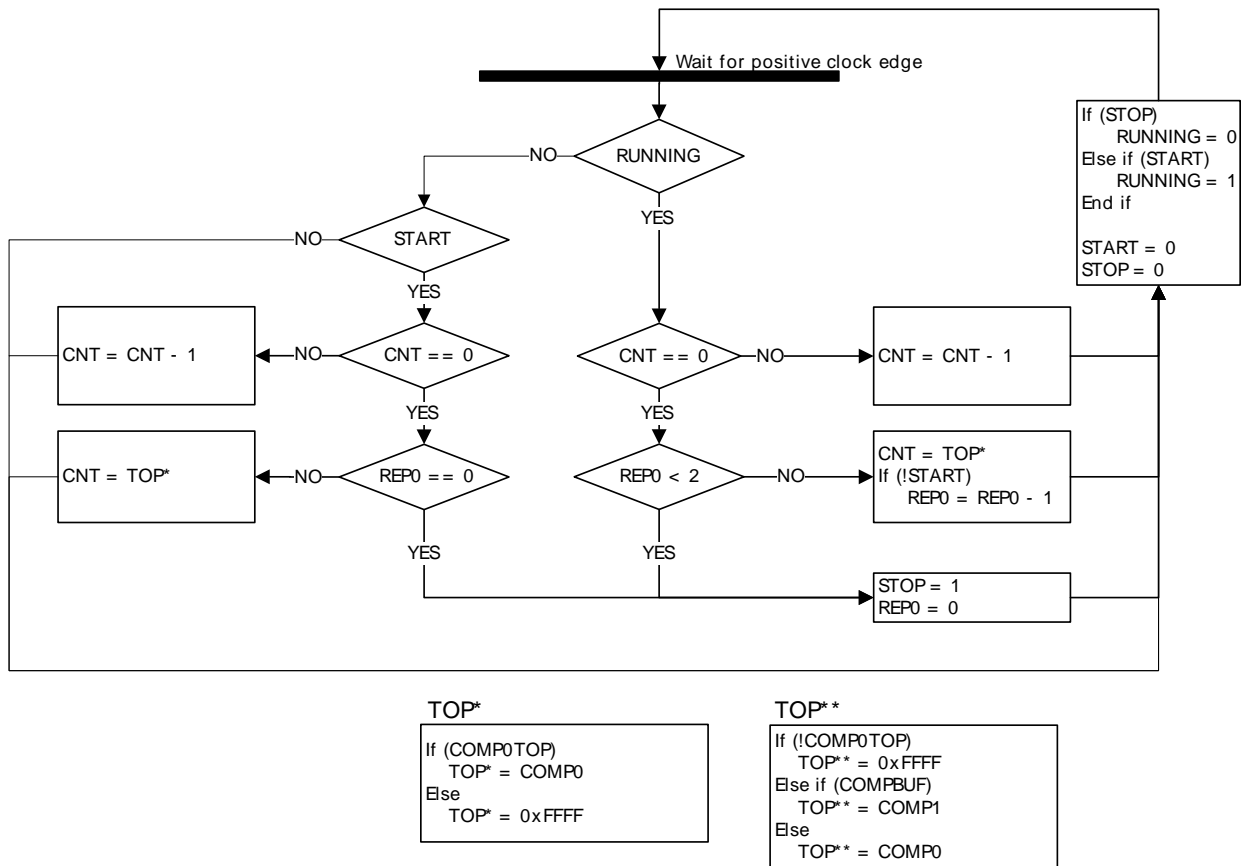 Wait for positive clock edge
RUNNING
NO
YES
If (STOP)
RUNNING = 0
Else if (START)
RUNNING = 1
End if
START = 0
STOP = 0
START
NO
YES
CNT = CNT - 1
NO
CNT == 0
YES
CNT == 0
NO
YES
CNT = CNT - 1
CNT = TOP*
NO
REP0 == 0
YES
REP0 < 2
NO
YES
CNT = TOP*
If (!START)
REP0 = REP0 - 1
STOP = 1
REP0 = 0
TOP*
If (COMP0TOP)
TOP* = COMP0
Else
TOP* = 0xFFFF
TOP**
If (!COMP0TOP)
TOP** = 0xFFFF
Else if (COMPBUF)
TOP** = COMP1
Else
TOP** = COMP0